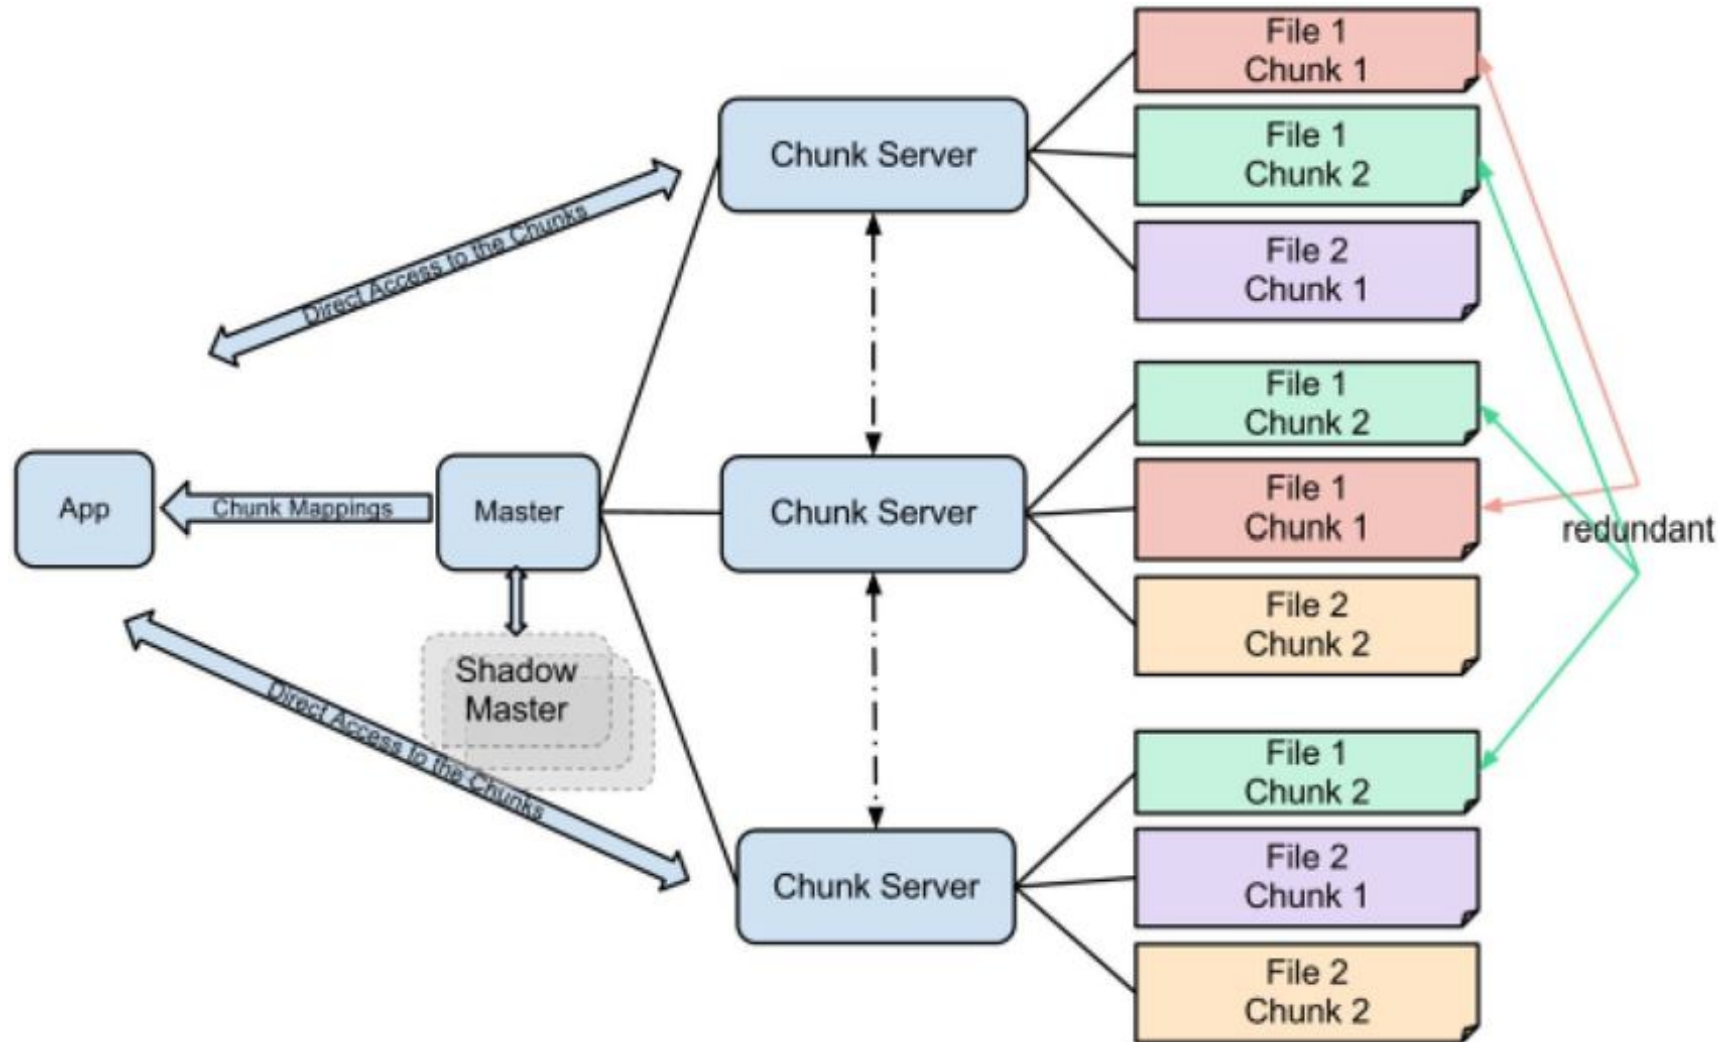 File 1
Chunk 1
File 1
Chunk 2
File 2
Chunk 1
Chunk Server
Direct Access to the Chunks
File 1
Chunk 2
File 1
Chunk 1
File 2
Chunk 2
App
Chunk Mappings
Master
Chunk Server
redundant
Shadow
Master
Direct Access to the Chunks
File 1
Chunk 2
File 2
Chunk 1
File 2
Chunk 2
Chunk Server